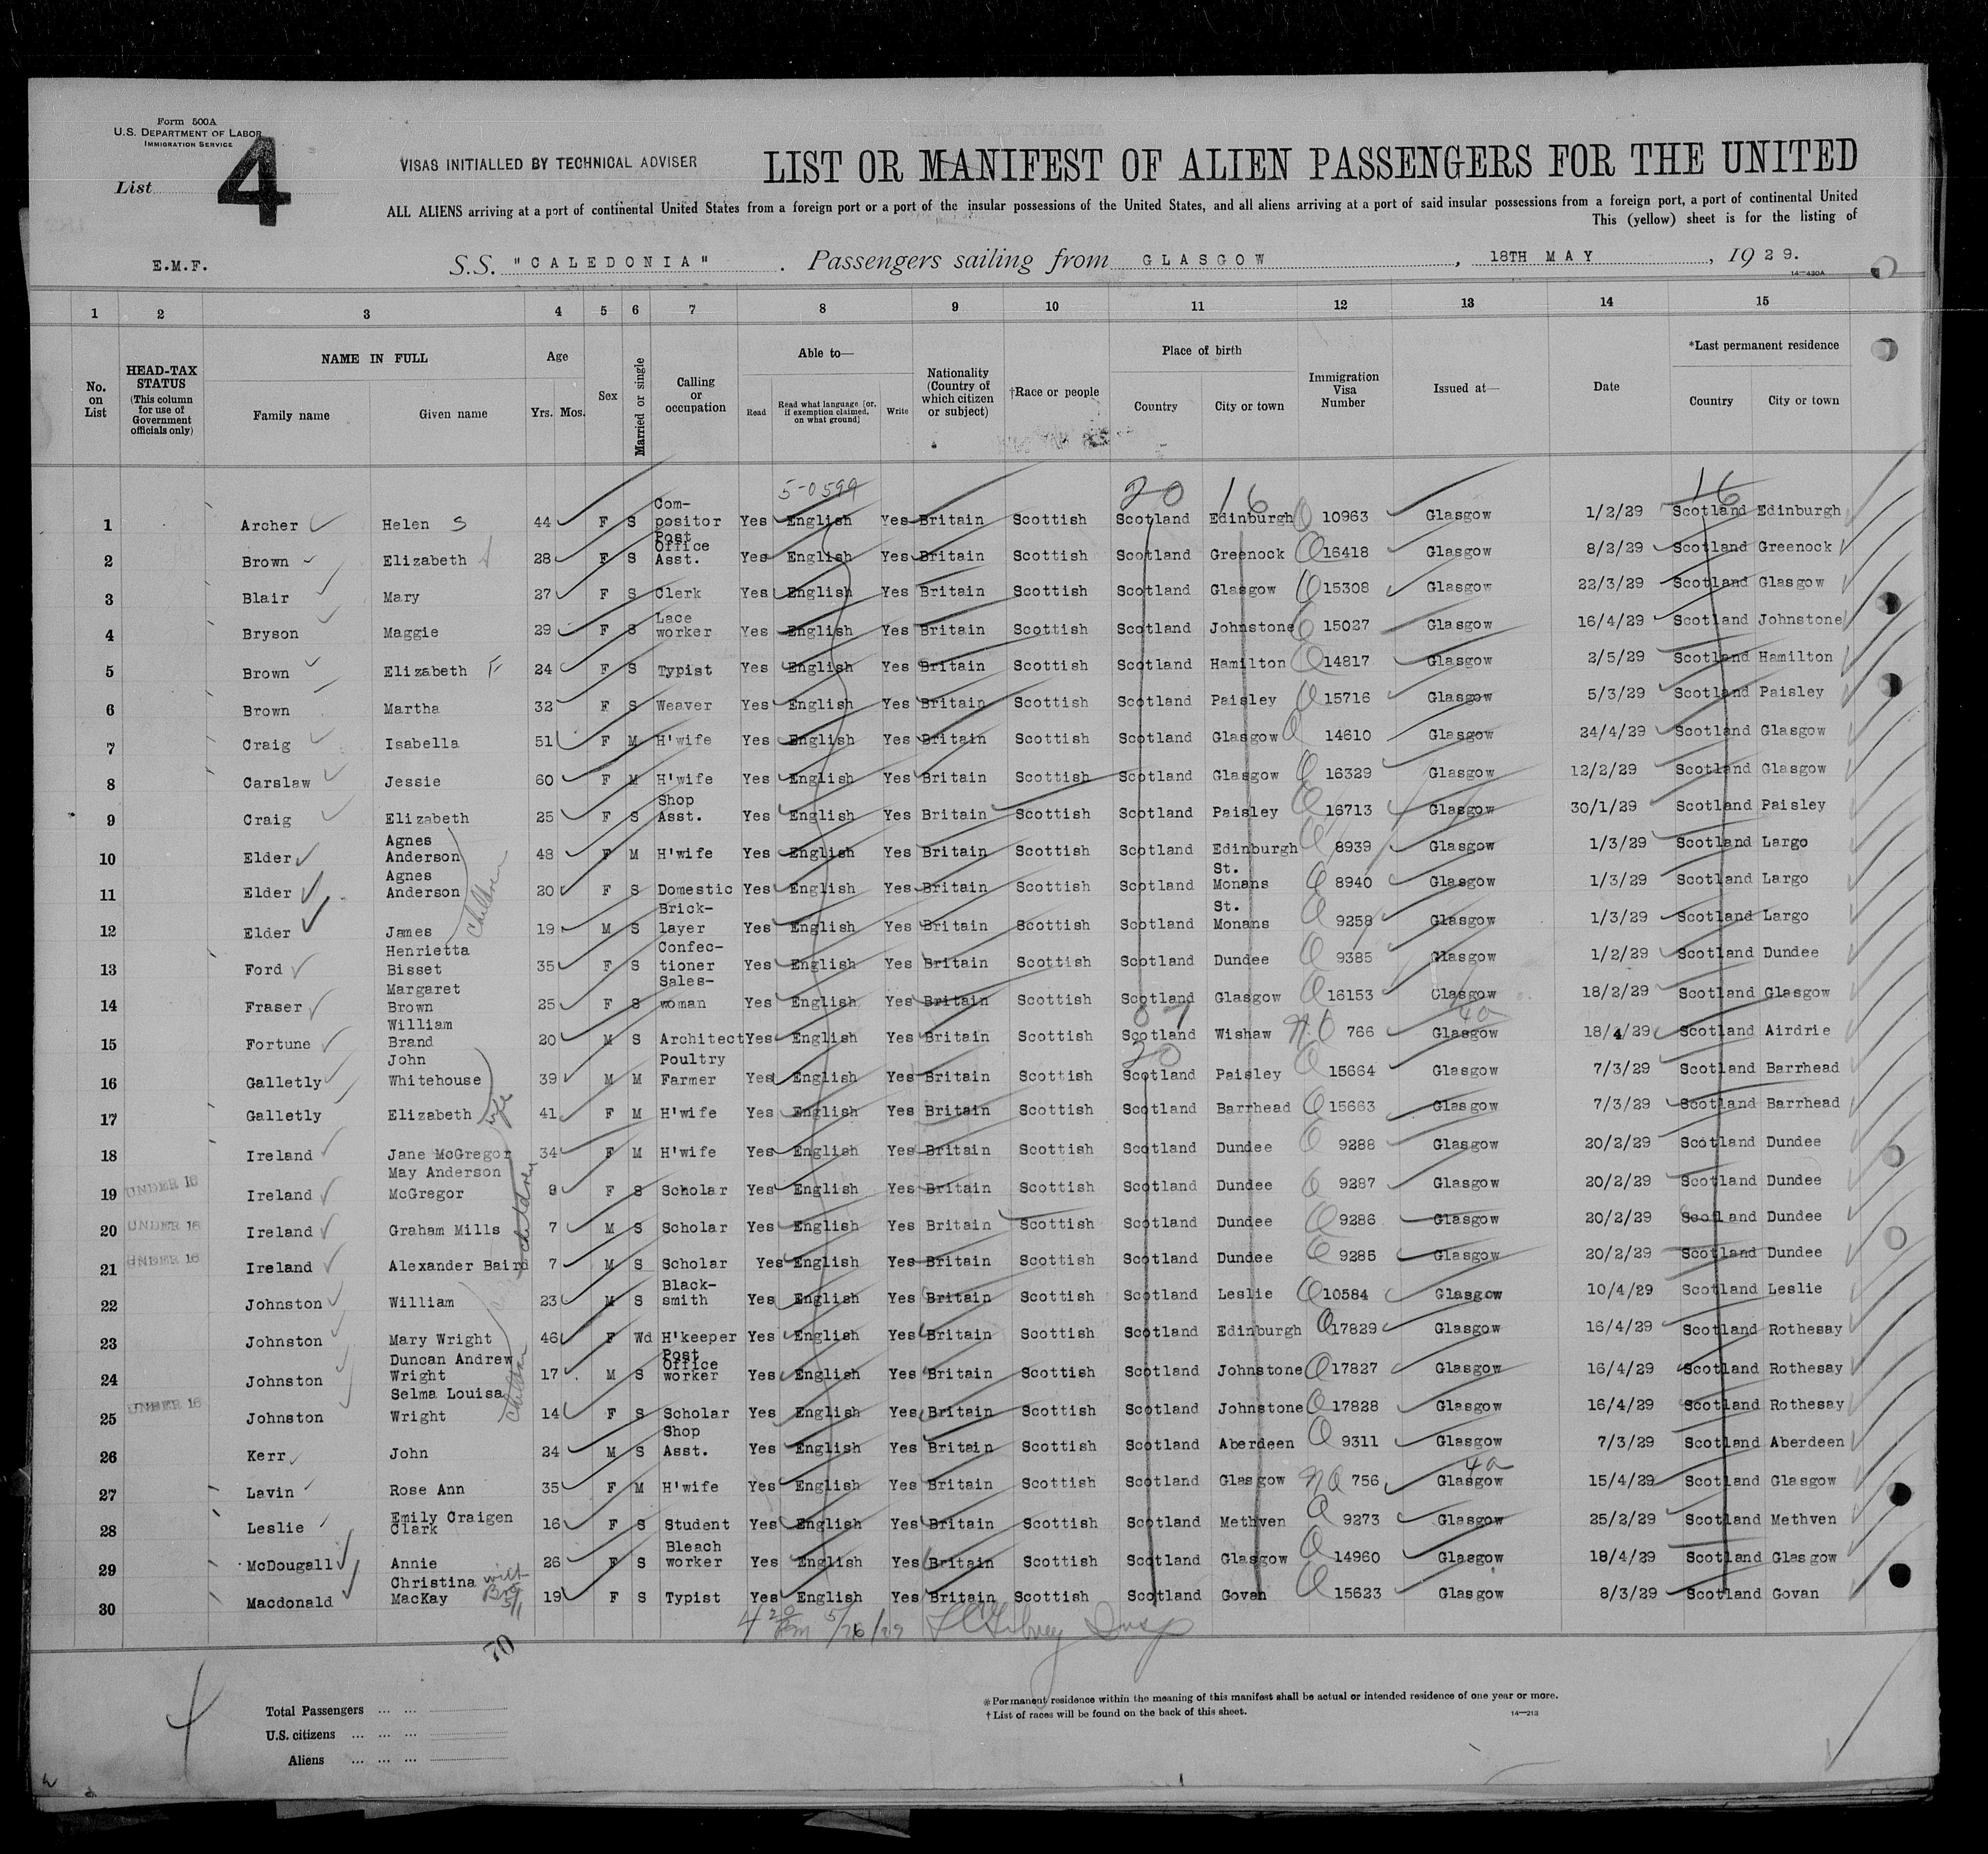 Form 500A
U.S. DEPARTMENT OF LABOR
IMMIGRATION SERVICE
List 4
VISAS INITIALLED BY TECHNICAL ADVISER
LIST OR MANIFEST OF ALIEN PASSENGERS FOR THE UNITED
ALL ALIENS arriving at a port of continental United States from a foreign port or a port of the insular possessions of the United States, and all aliens arriving at a port of said insular possessions from a foreign port, a port of continental United
This (yellow) sheet is for the listing of
E.M.F. S.S. "CALEDONIA" . Passengers sailing from GLASGOW , 18TH MAY , 1929.
14—430A
1 2 3 4 5 6 7 8 9 10 11 12 13 14 15
No. on List HEAD-TAX STATUS (This column for use of Government officials only) NAME IN FULL Family name Given name Age Yrs. Mos. Sex Married or single Calling or occupation Able to— Read Read what language [or, if exemption claimed, on what ground] Write Nationality (Country of which citizen or subject) †Race or people Place of birth Country City or town Immigration Visa Number Issued at— Date *Last permanent residence Country City or town
5-0599 20 16 16
1 Archer Helen S 44 F S Com-positor Yes English Yes Britain Scottish Scotland Edinburgh 10963 Glasgow 1/2/29 Scotland Edinburgh
2 Brown Elizabeth 28 F S Post Office Asst. Yes English Yes Britain Scottish Scotland Greenock 16418 Glasgow 8/2/29 Scotland Greenock
3 Blair Mary 27 F S Clerk Yes English Yes Britain Scottish Scotland Glasgow 15308 Glasgow 22/3/29 Scotland Glasgow
4 Bryson Maggie 29 F S Lace worker Yes English Yes Britain Scottish Scotland Johnstone 15027 Glasgow 16/4/29 Scotland Johnstone
5 Brown Elizabeth F 24 F S Typist Yes English Yes Britain Scottish Scotland Hamilton 14817 Glasgow 2/5/29 Scotland Hamilton
6 Brown Martha 32 F S Weaver Yes English Yes Britain Scottish Scotland Paisley 15716 Glasgow 5/3/29 Scotland Paisley
7 Craig Isabella 51 F M H'wife Yes English Yes Britain Scottish Scotland Glasgow 14610 Glasgow 24/4/29 Scotland Glasgow
8 Carslaw Jessie 60 F M H'wife Yes English Yes Britain Scottish Scotland Glasgow 16329 Glasgow 12/2/29 Scotland Glasgow
9 Craig Elizabeth 25 F S Shop Asst. Yes English Yes Britain Scottish Scotland Paisley 16713 Glasgow 30/1/29 Scotland Paisley
10 Elder Agnes Anderson 48 F M H'wife Yes English Yes Britain Scottish Scotland Edinburgh 8939 Glasgow 1/3/29 Scotland Largo
11 Elder Agnes Anderson children 20 F S Domestic Yes English Yes Britain Scottish Scotland St. Monans 8940 Glasgow 1/3/29 Scotland Largo
12 Elder James 19 M S Brick-layer Yes English Yes Britain Scottish Scotland St. Monans 9258 Glasgow 1/3/29 Scotland Largo
13 Ford Henrietta Bisset 35 F S Confec-tioner Yes English Yes Britain Scottish Scotland Dundee 9385 Glasgow 1/2/29 Scotland Dundee
14 Fraser Margaret Brown 25 F S Sales-woman Yes English Yes Britain Scottish Scotland Glasgow 16153 Glasgow 18/2/29 Scotland Glasgow
15 Fortune William Brand 20 M S Architect Yes English Yes Britain Scottish Scotland Wishaw 766 4a Glasgow 18/4/29 Scotland Airdrie
16 Galletly John Whitehouse 39 M M Poultry Farmer Yes English Yes Britain Scottish 20 Scotland Paisley 15664 Glasgow 7/3/29 Scotland Barrhead
17 Galletly Elizabeth wife 41 F M H'wife Yes English Yes Britain Scottish Scotland Barrhead 15663 Glasgow 7/3/29 Scotland Barrhead
18 Ireland Jane McGregor 34 F M H'wife Yes English Yes Britain Scottish Scotland Dundee 9288 Glasgow 20/2/29 Scotland Dundee
19 UNDER 16 Ireland May Anderson McGregor 9 F S Scholar Yes English Yes Britain Scottish Scotland Dundee 9287 Glasgow 20/2/29 Scotland Dundee
20 UNDER 16 Ireland Graham Mills children 7 M S Scholar Yes English Yes Britain Scottish Scotland Dundee 9286 Glasgow 20/2/29 Scotland Dundee
21 UNDER 16 Ireland Alexander Baird 7 M S Scholar Yes English Yes Britain Scottish Scotland Dundee 9285 Glasgow 20/2/29 Scotland Dundee
22 Johnston William 23 M S Black-smith Yes English Yes Britain Scottish Scotland Leslie 10584 Glasgow 10/4/29 Scotland Leslie
23 Johnston Mary Wright 46 F Wd H'keeper Yes English Yes Britain Scottish Scotland Edinburgh 17829 Glasgow 16/4/29 Scotland Rothesay
24 Johnston Duncan Andrew Wright children 17 M S Post Office worker Yes English Yes Britain Scottish Scotland Johnstone 17827 Glasgow 16/4/29 Scotland Rothesay
25 UNDER 16 Johnston Selma Louisa Wright 14 F S Scholar Yes English Yes Britain Scottish Scotland Johnstone 17828 Glasgow 16/4/29 Scotland Rothesay
26 Kerr John 24 M S Shop Asst. Yes English Yes Britain Scottish Scotland Aberdeen 9311 Glasgow 7/3/29 Scotland Aberdeen
27 Lavin Rose Ann 35 F M H'wife Yes English Yes Britain Scottish Scotland Glasgow 756 4a Glasgow 15/4/29 Scotland Glasgow
28 Leslie Emily Craigen Clark 16 F S Student Yes English Yes Britain Scottish Scotland Methven 9273 Glasgow 25/2/29 Scotland Methven
29 McDougall Annie 26 F S Bleach worker Yes English Yes Britain Scottish Scotland Glasgow 14960 Glasgow 18/4/29 Scotland Glasgow
30 Macdonald Christina MacKay 19 F S Typist Yes English Yes Britain Scottish Scotland Govan 15623 Glasgow 8/3/29 Scotland Govan
5/26/29 Insp
70
Total Passengers ... ...
U.S. citizens ... ... ...
Aliens ... ... ...
*Permanent residence within the meaning of this manifest shall be actual or intended residence of one year or more.
†List of races will be found on the back of this sheet.
14—213